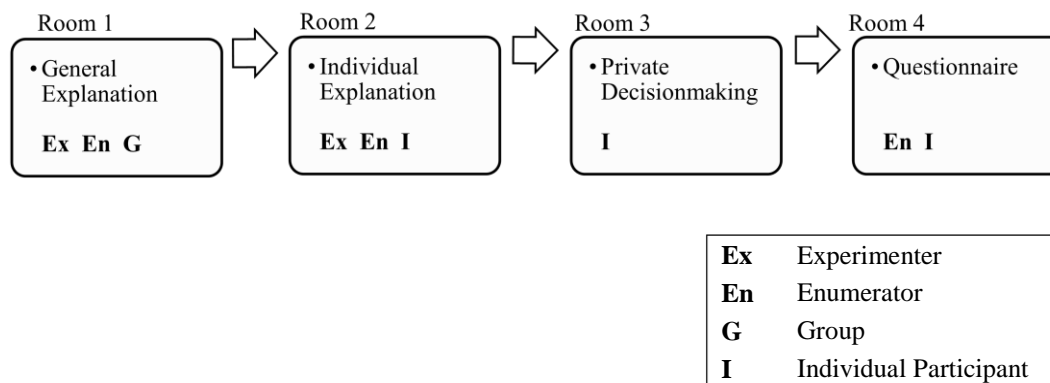 Room 1
• General
Explanation
Ex En G
Room 2
• Individual
Explanation
Ex En I
Room 3
• Private
Decisionmaking
I
Room 4
• Questionnaire
En I
Ex Experimenter
En Enumerator
G Group
I Individual Participant